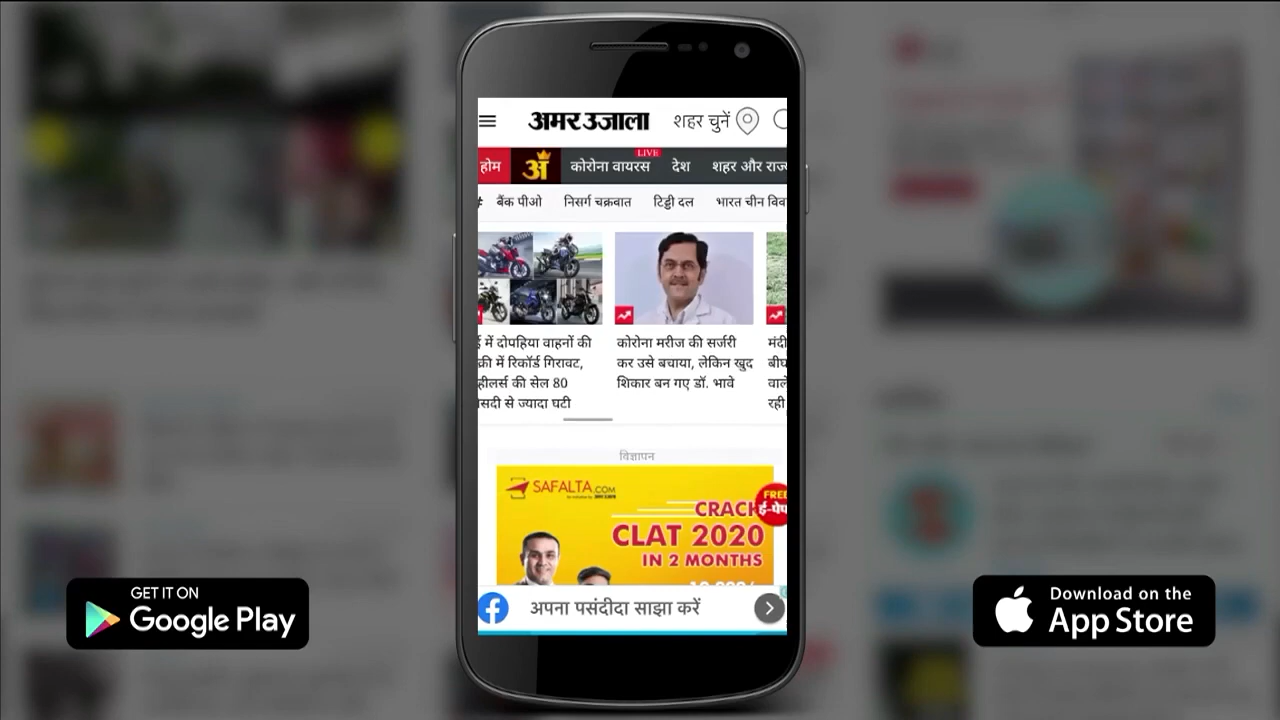 अमर उजाला शहर चुनें
LIVE
होम अ कोरोना वायरस देश शहर और राज्
# बैंक पीओ निसर्ग चक्रवात टिड्डी दल भारत चीन विवा
ई में दोपहिया वाहनों की
क्री में रिकॉर्ड गिरावट,
व्हीलर्स की सेल 80
सदी से ज्यादा घटी
कोरोना मरीज की सर्जरी
कर उसे बचाया, लेकिन खुद
शिकार बन गए डॉ. भावे
मंदी
बीघ
वाले
रही
विज्ञापन
SAFALTA.COM
CRACK
FREE
ई-पेप
CLAT 2020
IN 2 MONTHS
अपना पसंदीदा साझा करें
GET IT ON
Google Play
Download on the
App Store